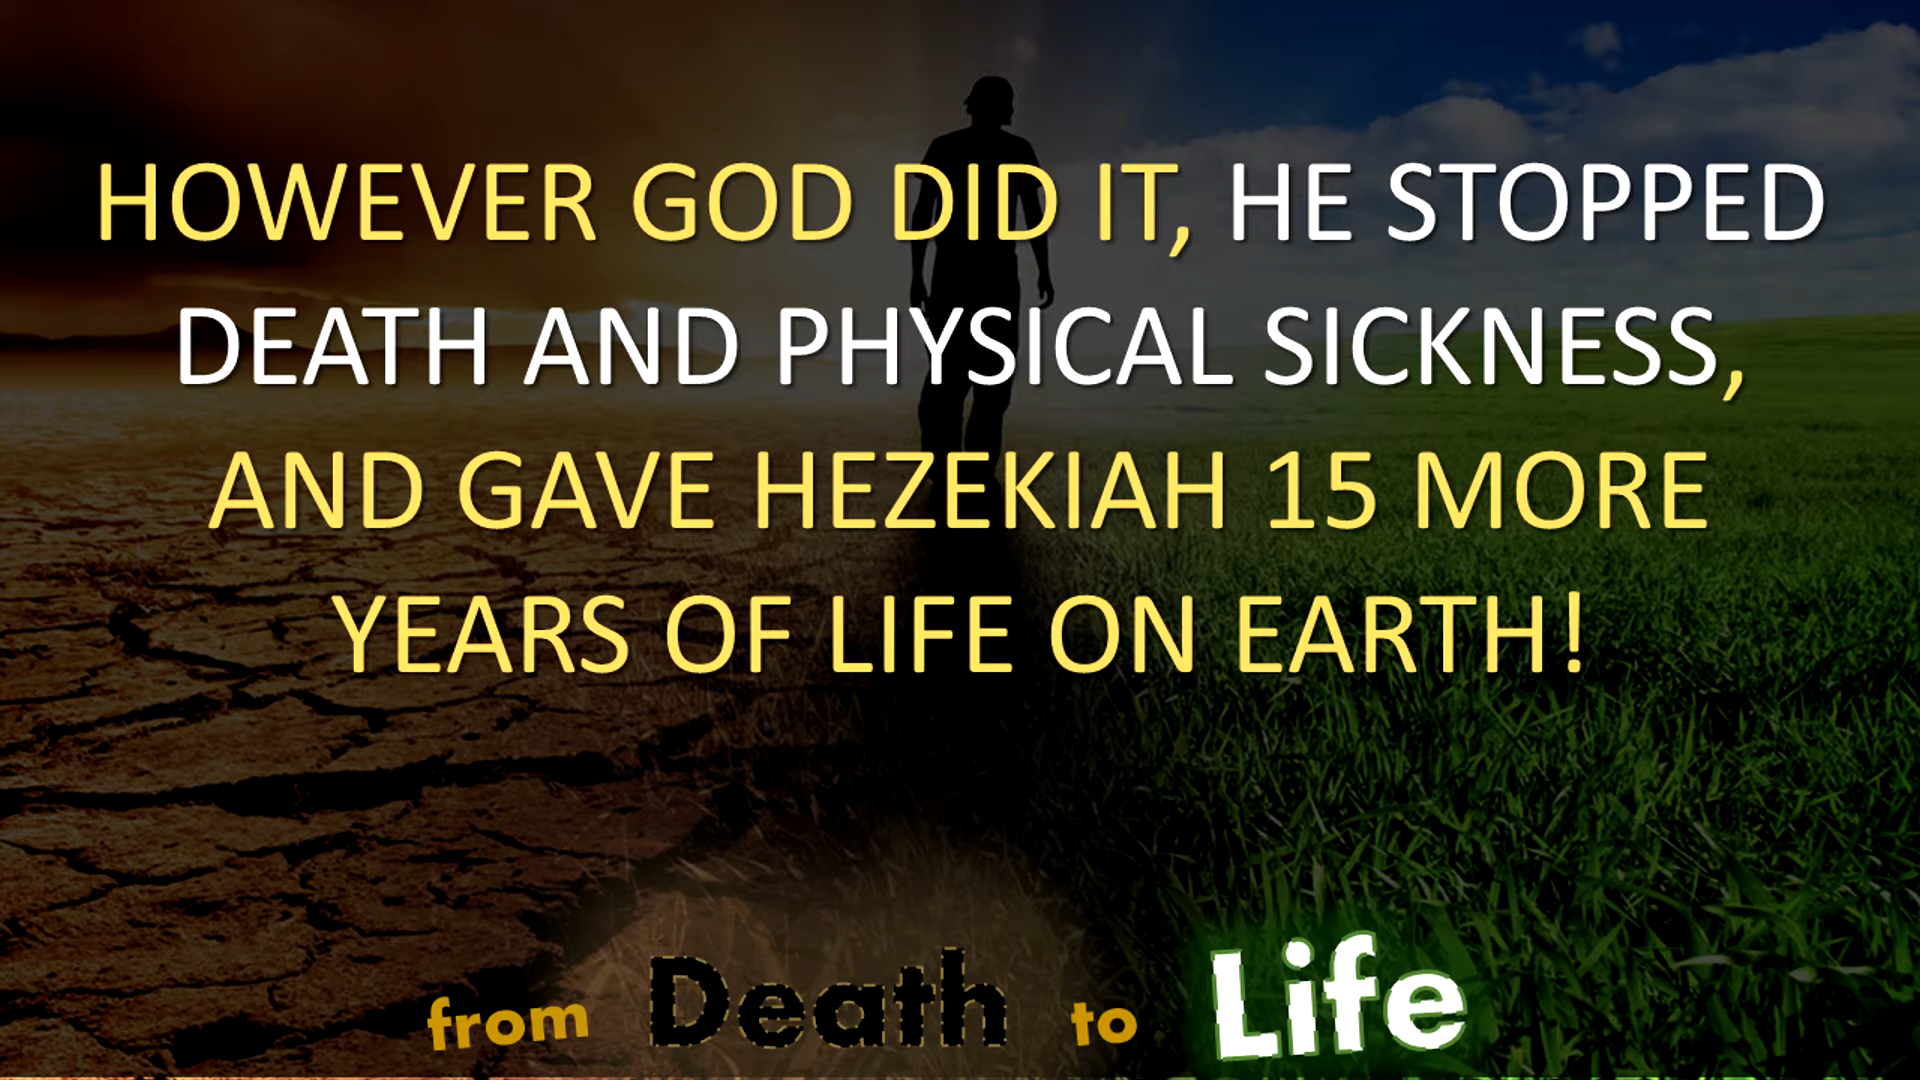 HOWEVER GOD DID IT, HE STOPPED
DEATH AND PHYSICAL SICKNESS,
AND GAVE HEZEKIAH 15 MORE
YEARS OF LIFE ON EARTH!
from Death to Life